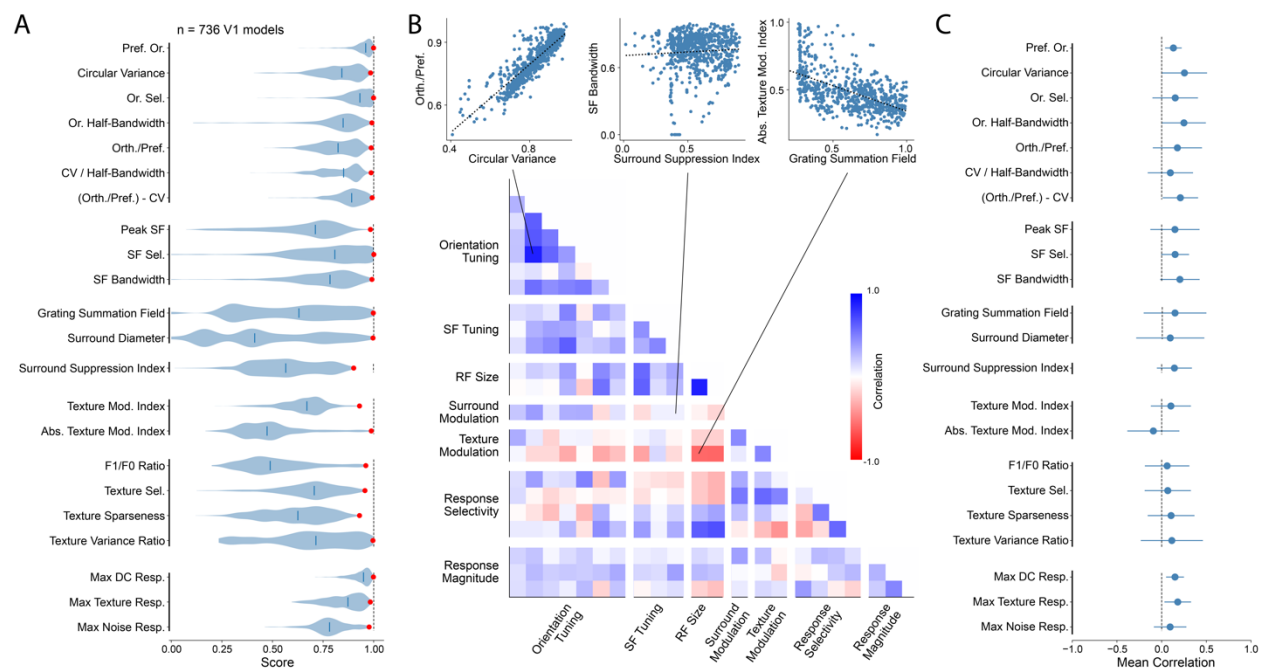 A
n = 736 V1 models
Pref. Or.
Circular Variance
Or. Sel.
Or. Half-Bandwidth
Orth./Pref.
CV / Half-Bandwidth
(Orth./Pref.) - CV
Peak SF
SF Sel.
SF Bandwidth
Grating Summation Field
Surround Diameter
Surround Suppression Index
Texture Mod. Index
Abs. Texture Mod. Index
F1/F0 Ratio
Texture Sel.
Texture Sparseness
Texture Variance Ratio
Max DC Resp.
Max Texture Resp.
Max Noise Resp.
0.00 0.25 0.50 0.75 1.00
Score
B
Orth./Pref.
0.9
0.6
0.4 0.6 0.8
Circular Variance
SF Bandwidth
0.6
0.0
0.0 0.5
Surround Suppression Index
Abs. Texture Mod. Index
1.0
0.5
0.5 1.0
Grating Summation Field
Orientation
Tuning
SF Tuning
RF Size
Surround
Modulation
Texture
Modulation
Response
Selectivity
Response
Magnitude
1.0
Correlation
-1.0
Orientation
Tuning
SF Tuning
RF Size
Surround
Modulation
Texture
Modulation
Response
Selectivity
Response
Magnitude
C
Pref. Or.
Circular Variance
Or. Sel.
Or. Half-Bandwidth
Orth./Pref.
CV / Half-Bandwidth
(Orth./Pref.) - CV
Peak SF
SF Sel.
SF Bandwidth
Grating Summation Field
Surround Diameter
Surround Suppression Index
Texture Mod. Index
Abs. Texture Mod. Index
F1/F0 Ratio
Texture Sel.
Texture Sparseness
Texture Variance Ratio
Max DC Resp.
Max Texture Resp.
Max Noise Resp.
-1.0 -0.5 0.0 0.5 1.0
Mean Correlation